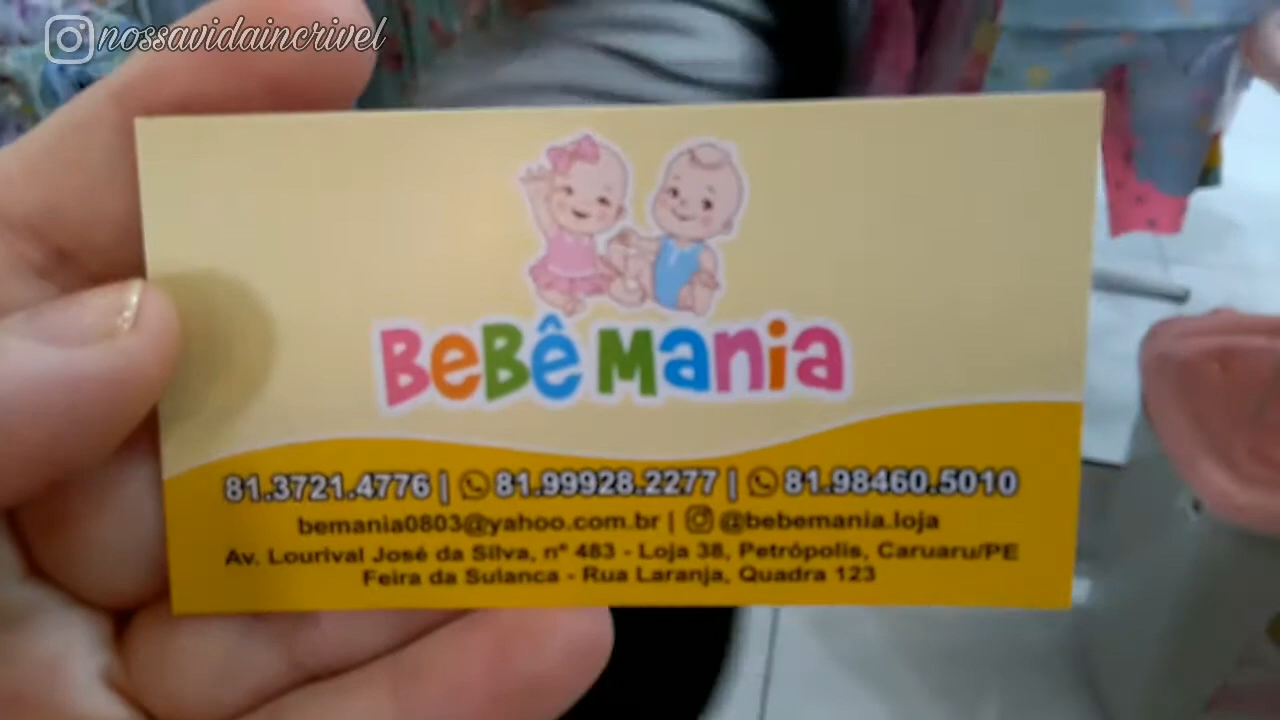 nossavidaincrivel
BeBê Mania
81.3721.4776 | 81.99928.2277 | 81.98460.5010
bemania0803@yahoo.com.br | @bebemania.loja
Av. Lourival José da Silva, n° 483 - Loja 38, Petrópolis, Caruaru/PE
Feira da Sulanca - Rua Laranja, Quadra 123